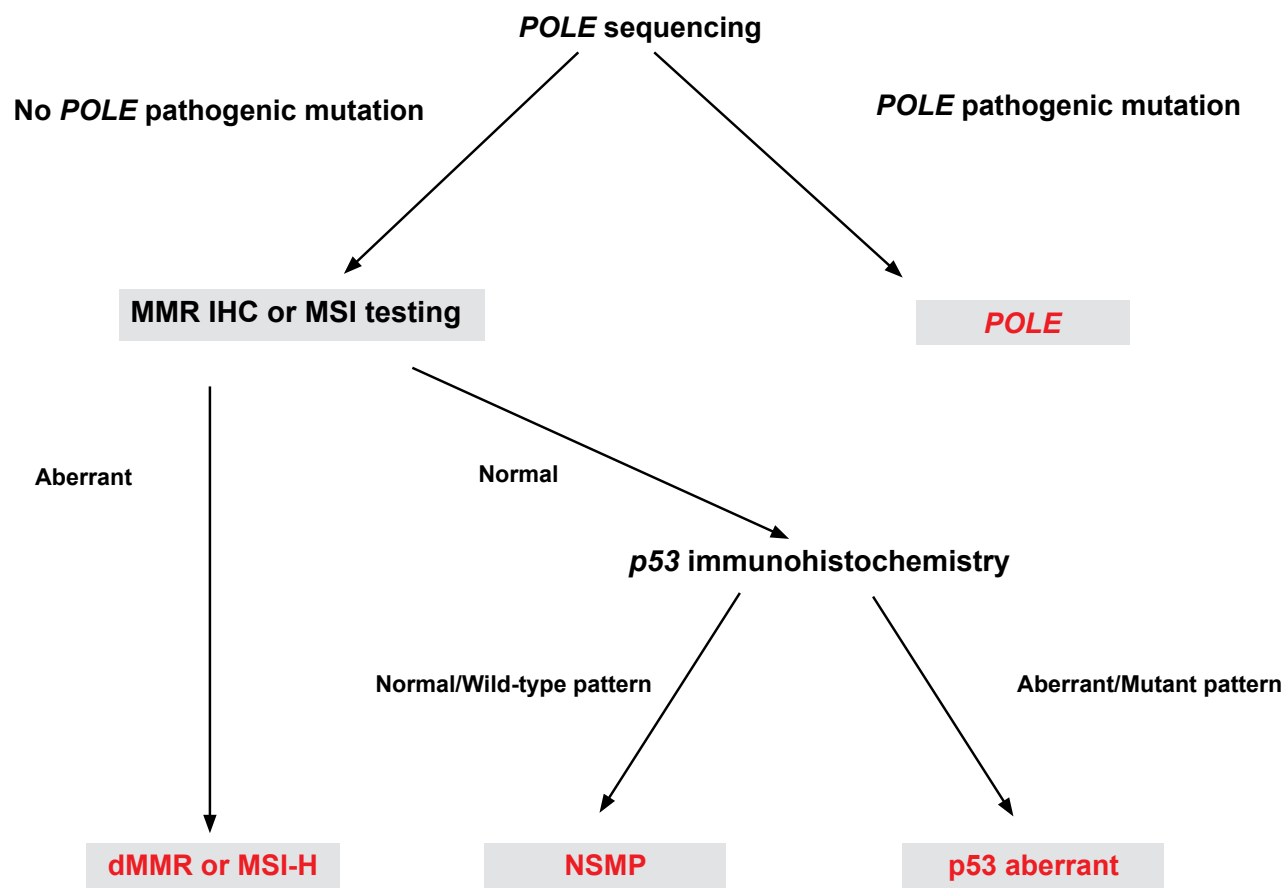 POLE sequencing
No POLE pathogenic mutation
POLE pathogenic mutation
MMR IHC or MSI testing
POLE
Aberrant
Normal
p53 immunohistochemistry
Normal/Wild-type pattern
Aberrant/Mutant pattern
dMMR or MSI-H
NSMP
p53 aberrant